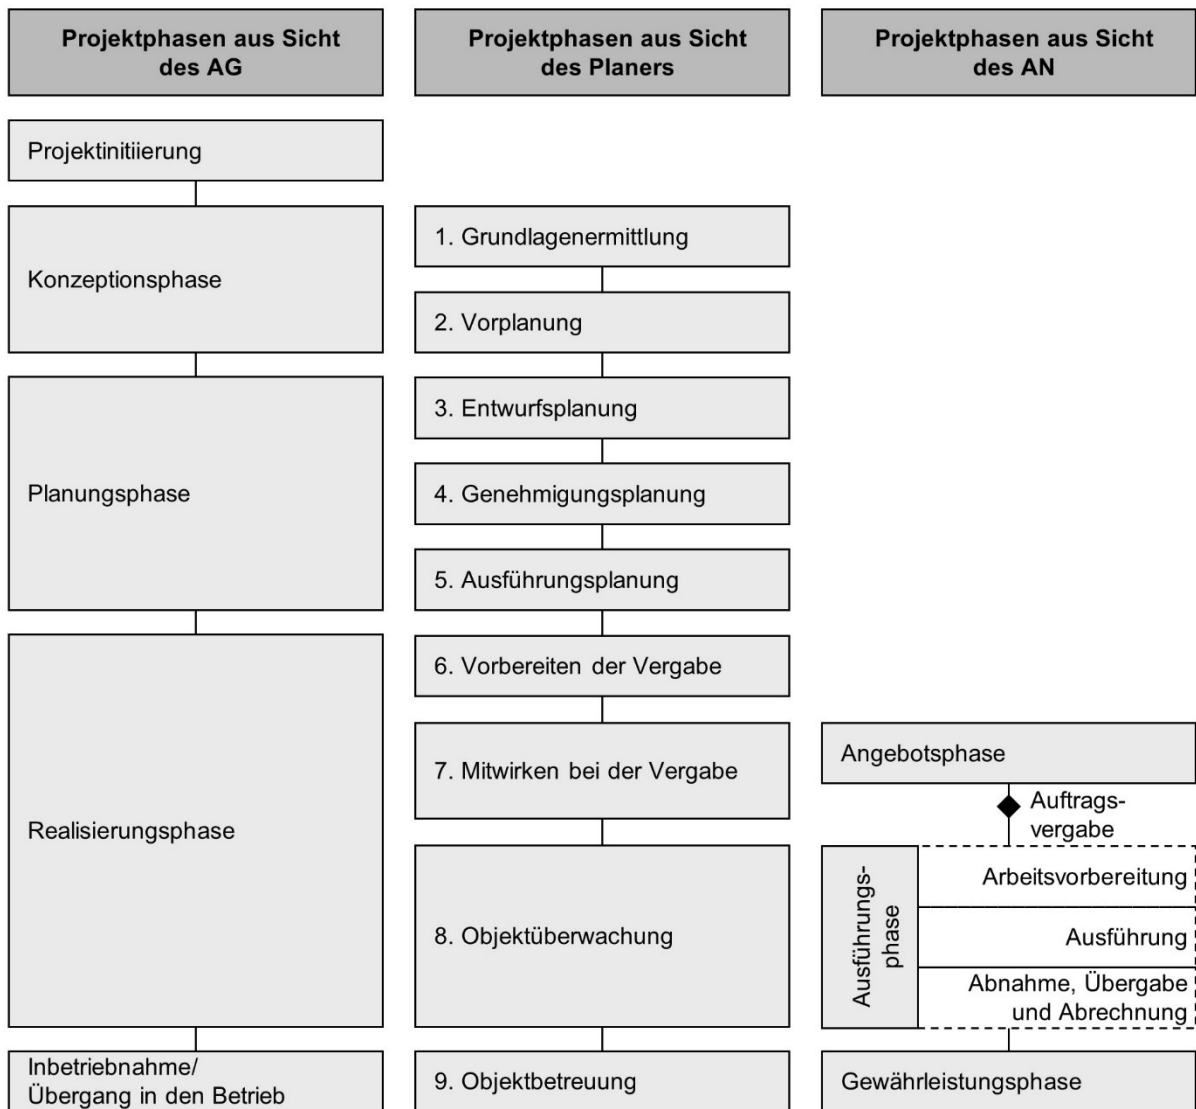 Projektphasen aus Sicht
des AG
Projektphasen aus Sicht
des Planers
Projektphasen aus Sicht
des AN
Projektinitiierung
Konzeptionsphase
Planungsphase
Realisierungsphase
Inbetriebnahme/
Übergang in den Betrieb
1. Grundlagenermittlung
2. Vorplanung
3. Entwurfsplanung
4. Genehmigungsplanung
5. Ausführungsplanung
6. Vorbereiten der Vergabe
7. Mitwirken bei der Vergabe
8. Objektüberwachung
9. Objektbetreuung
Angebotsphase
Auftrags-
vergabe
Ausführungs-
phase
Arbeitsvorbereitung
Ausführung
Abnahme, Übergabe
und Abrechnung
Gewährleistungsphase